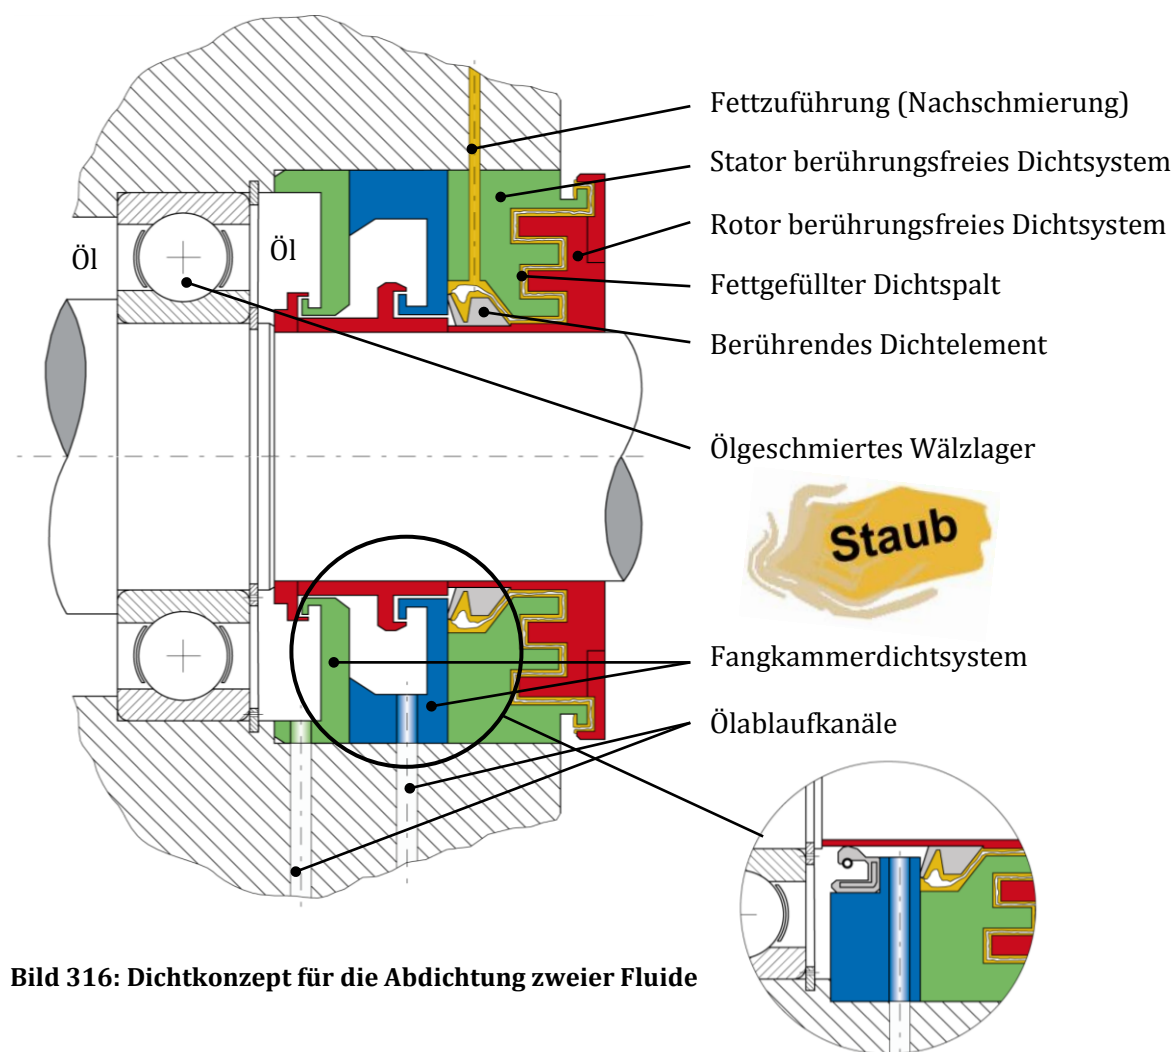 Fettzuführung (Nachschmierung)
Stator berührungsfreies Dichtsystem
Rotor berührungsfreies Dichtsystem
Öl
Öl
Fettgefüllter Dichtspalt
Berührendes Dichtelement
Ölgeschmiertes Wälzlager
Staub
Fangkammerdichtsystem
Ölablaufkanäle
Bild 316: Dichtkonzept für die Abdichtung zweier Fluide